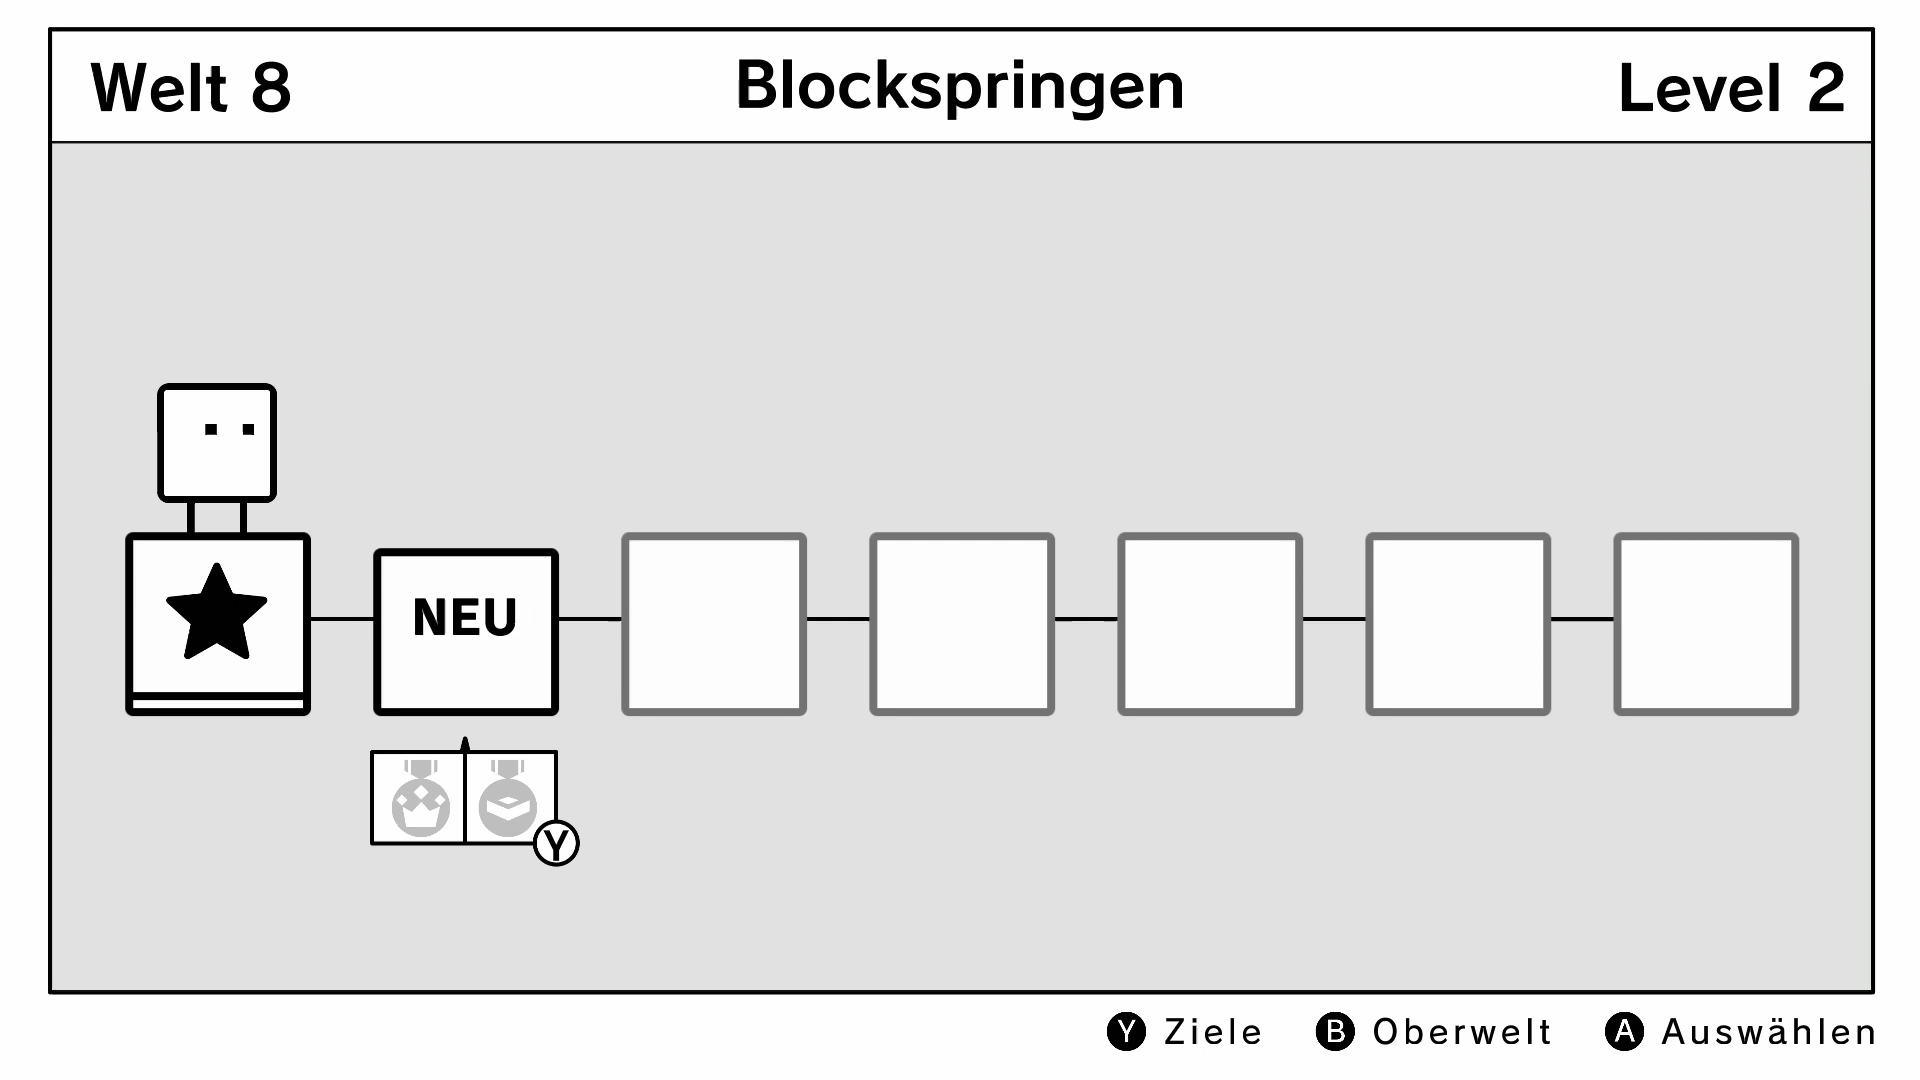 Welt 8
Blockspringen
Level 2
NEU
Y
Y Ziele
B Oberwelt
A Auswählen